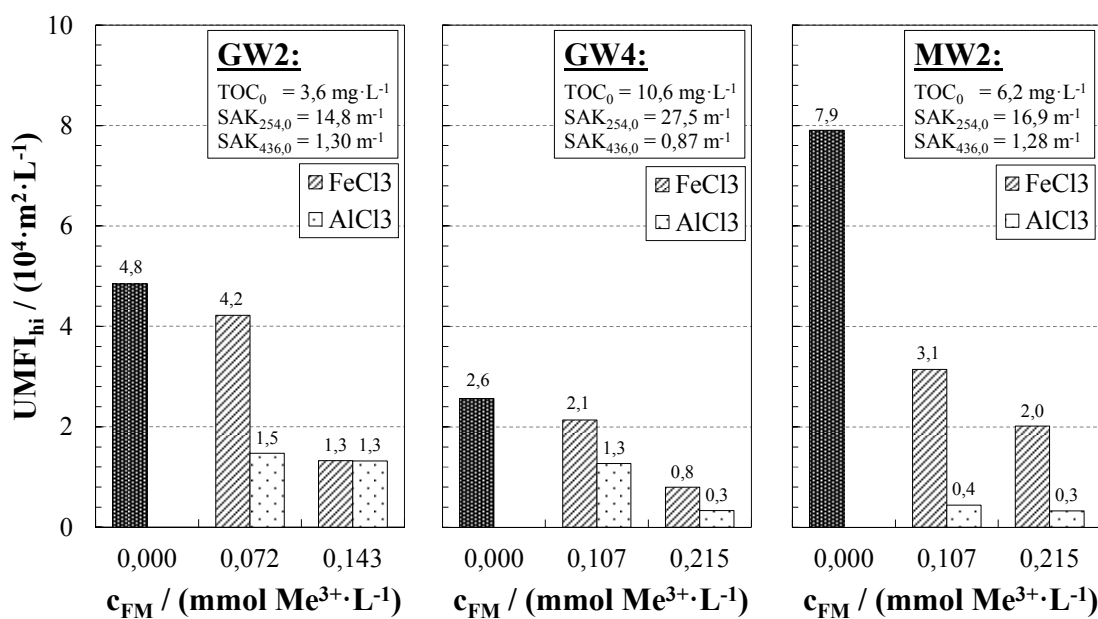 UMFI_hi / (10⁴·m²·L⁻¹)
10
8
6
4
2
0
GW2:
TOC₀ = 3,6 mg·L⁻¹
SAK₂₅₄,₀ = 14,8 m⁻¹
SAK₄₃₆,₀ = 1,30 m⁻¹
FeCl3
AlCl3
4,8
4,2
1,5
1,3
1,3
0,000
0,072
0,143
c_FM / (mmol Me³⁺·L⁻¹)
GW4:
TOC₀ = 10,6 mg·L⁻¹
SAK₂₅₄,₀ = 27,5 m⁻¹
SAK₄₃₆,₀ = 0,87 m⁻¹
FeCl3
AlCl3
2,6
2,1
1,3
0,8
0,3
0,000
0,107
0,215
c_FM / (mmol Me³⁺·L⁻¹)
MW2:
TOC₀ = 6,2 mg·L⁻¹
SAK₂₅₄,₀ = 16,9 m⁻¹
SAK₄₃₆,₀ = 1,28 m⁻¹
FeCl3
AlCl3
7,9
3,1
0,4
2,0
0,3
0,000
0,107
0,215
c_FM / (mmol Me³⁺·L⁻¹)